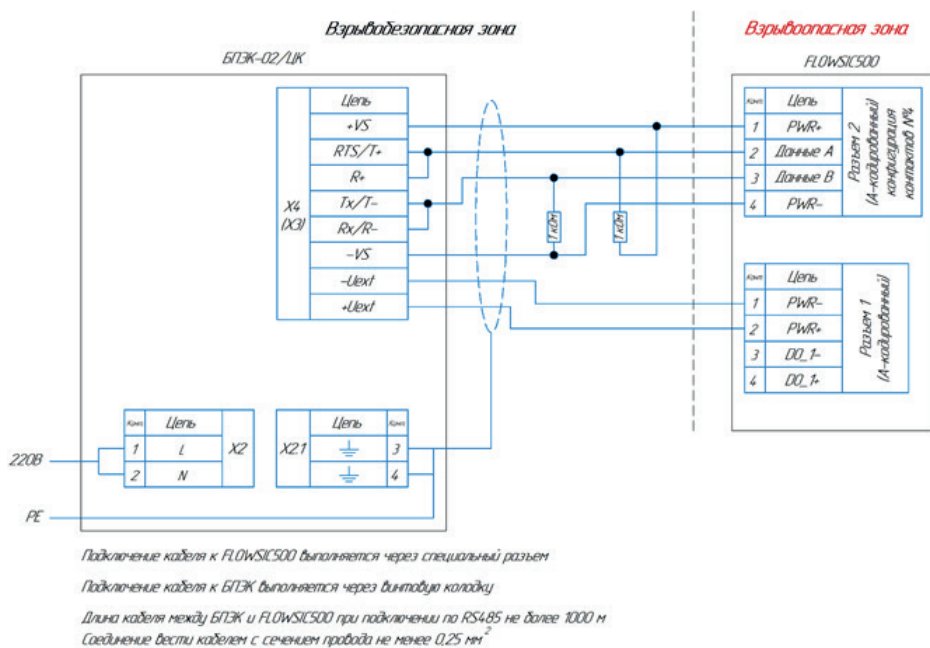 Взрывобезопасная зона
Взрывоопасная зона
БПЭК-02/ЦК
FLOWSIC500
X4
(X3)
Цепь
+VS
RTS/T+
R+
Tx/T-
Rx/R-
-VS
-Uext
+Uext
1 кОм
1 кОм
Конт.
Цепь
1
PWR+
2
Данные A
3
Данные B
4
PWR-
Разъем 2
(A-кодированный)
конфигурация
контактов №4
Конт.
Цепь
1
PWR-
2
PWR+
3
DO_1-
4
DO_1+
Разъем 1
(A-кодированный)
Конт.
Цепь
1
L
2
N
X2
X2.1
Цепь
Конт.
3
4
220В
PE
Подключение кабеля к FLOWSIC500 выполняется через специальный разъем
Подключение кабеля к БПЭК выполняется через винтовую колодку
Длина кабеля между БПЭК и FLOWSIC500 при подключении по RS485 не более 1000 м
Соединение вести кабелем с сечением провода не менее 0,25 мм²